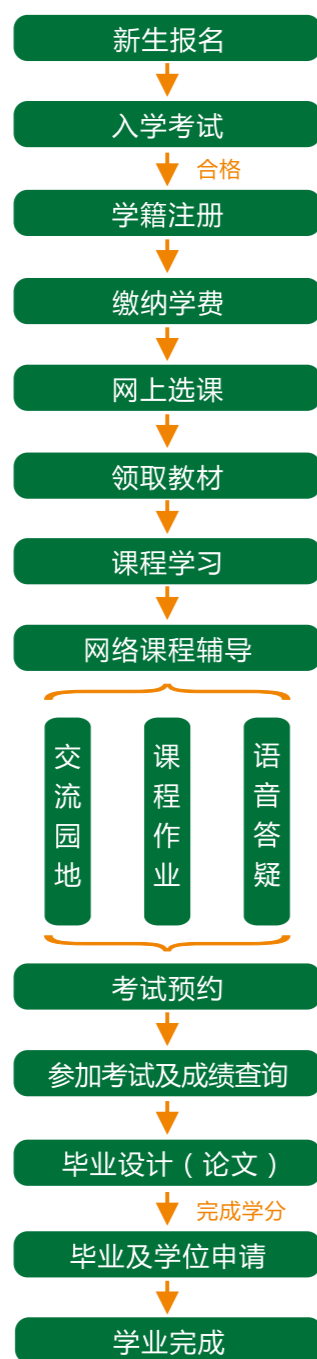 新生报名
入学考试
合格
学籍注册
缴纳学费
网上选课
领取教材
课程学习
网络课程辅导
交流园地
课程作业
语音答疑
考试预约
参加考试及成绩查询
毕业设计（论文）
完成学分
毕业及学位申请
学业完成